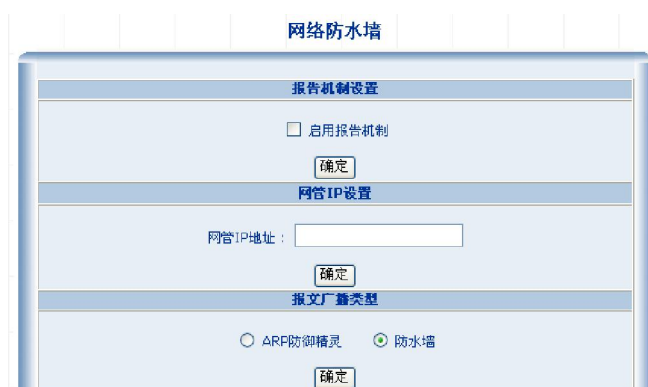 网络防水墙
报告机制设置
启用报告机制
确定
网管IP设置
网管IP地址：
确定
报文广播类型
ARP防御精灵 防水墙
确定